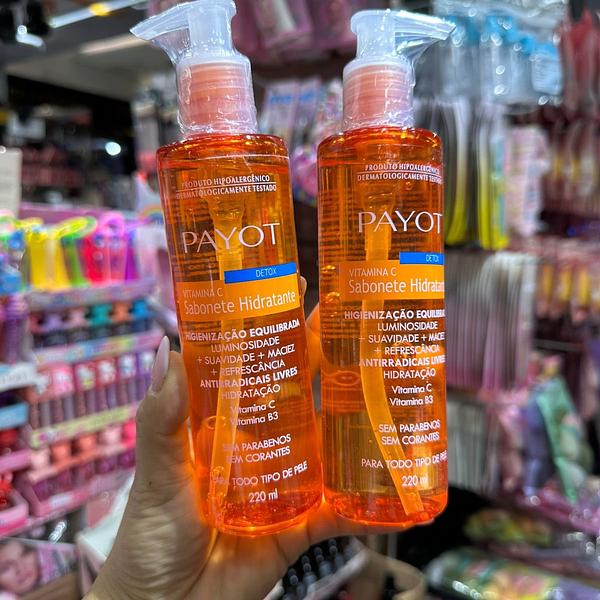 PRODUTO HIPOALERGÊNICO
DERMATOLOGICAMENTE TESTADO
PAYOT
DETOX
VITAMINA C
Sabonete Hidratante
HIGIENIZAÇÃO EQUILIBRADA
LUMINOSIDADE
+ SUAVIDADE + MACIEZ
+ REFRESCÂNCIA
ANTIRRADICAIS LIVRES
HIDRATAÇÃO
Vitamina C
Vitamina B3
SEM PARABENOS
SEM CORANTES
PARA TODO TIPO DE PELE
220 ml
PRODUTO HIPOALERGÊNICO
DERMATOLOGICAMENTE TESTADO
PAYOT
DETOX
VITAMINA C
Sabonete Hidratan
HIGIENIZAÇÃO EQUILIBRA
LUMINOSIDADE
+ SUAVIDADE + MACIEZ
+ REFRESCÂNCIA
ANTIRRADICAIS LIVRES
HIDRATAÇÃO
Vitamina C
Vitamina B3
SEM PARABENOS
SEM CORANTES
PARA TODO TIPO DE PELE
220 ml